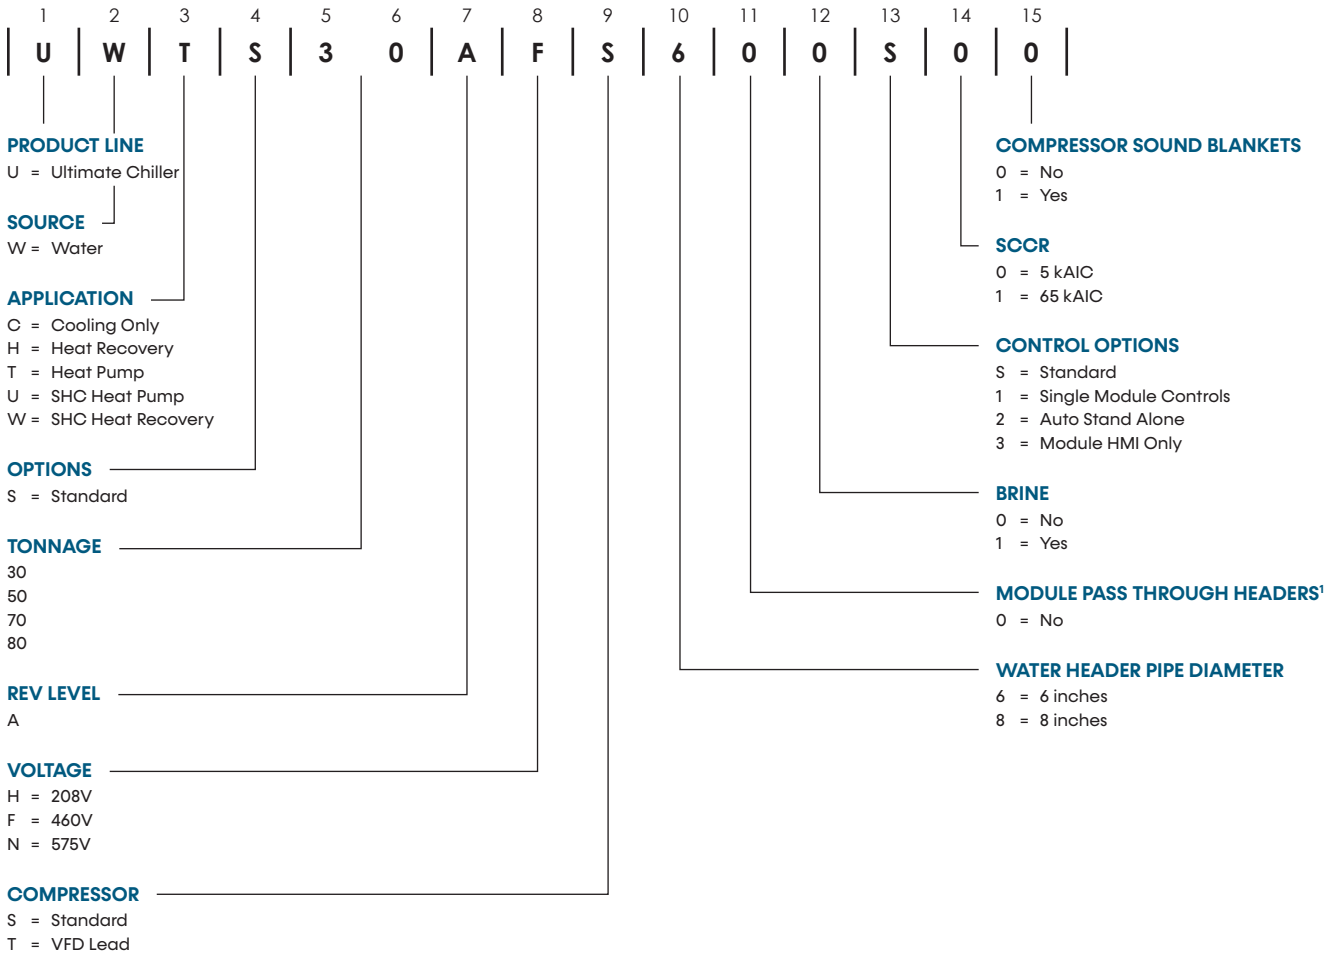 1 2 3 4 5 6 7 8 9 10 11 12 13 14 15
U W T S 3 0 A F S 6 0 0 S 0 0
PRODUCT LINE
U = Ultimate Chiller
SOURCE
W = Water
APPLICATION
C = Cooling Only
H = Heat Recovery
T = Heat Pump
U = SHC Heat Pump
W = SHC Heat Recovery
OPTIONS
S = Standard
TONNAGE
30
50
70
80
REV LEVEL
A
VOLTAGE
H = 208V
F = 460V
N = 575V
COMPRESSOR
S = Standard
T = VFD Lead
COMPRESSOR SOUND BLANKETS
0 = No
1 = Yes
SCCR
0 = 5 kAIC
1 = 65 kAIC
CONTROL OPTIONS
S = Standard
1 = Single Module Controls
2 = Auto Stand Alone
3 = Module HMI Only
BRINE
0 = No
1 = Yes
MODULE PASS THROUGH HEADERS¹
0 = No
WATER HEADER PIPE DIAMETER
6 = 6 inches
8 = 8 inches